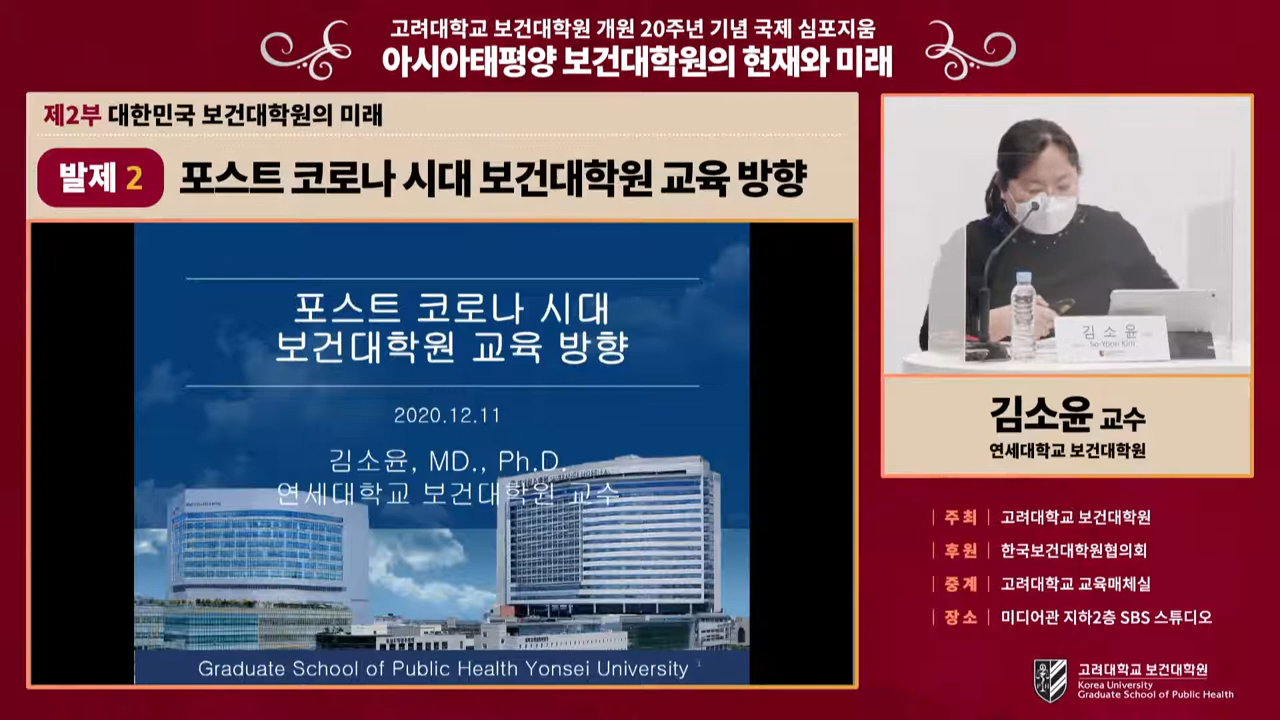 고려대학교 보건대학원 개원 20주년 기념 국제 심포지움
아시아태평양 보건대학원의 현재와 미래
제2부 대한민국 보건대학원의 미래
발제 2 포스트 코로나 시대 보건대학원 교육 방향
포스트 코로나 시대
보건대학원 교육 방향
2020.12.11
김소윤, MD., Ph.D.
연세대학교 보건대학원 교수
Graduate School of Public Health Yonsei University
1
김 소 윤
So-Yoon Kim
김소윤 교수
연세대학교 보건대학원
주최 | 고려대학교 보건대학원
후원 | 한국보건대학원협의회
중계 | 고려대학교 교육매체실
장소 | 미디어관 지하2층 SBS 스튜디오
고려대학교 보건대학원
Korea University
Graduate School of Public Health